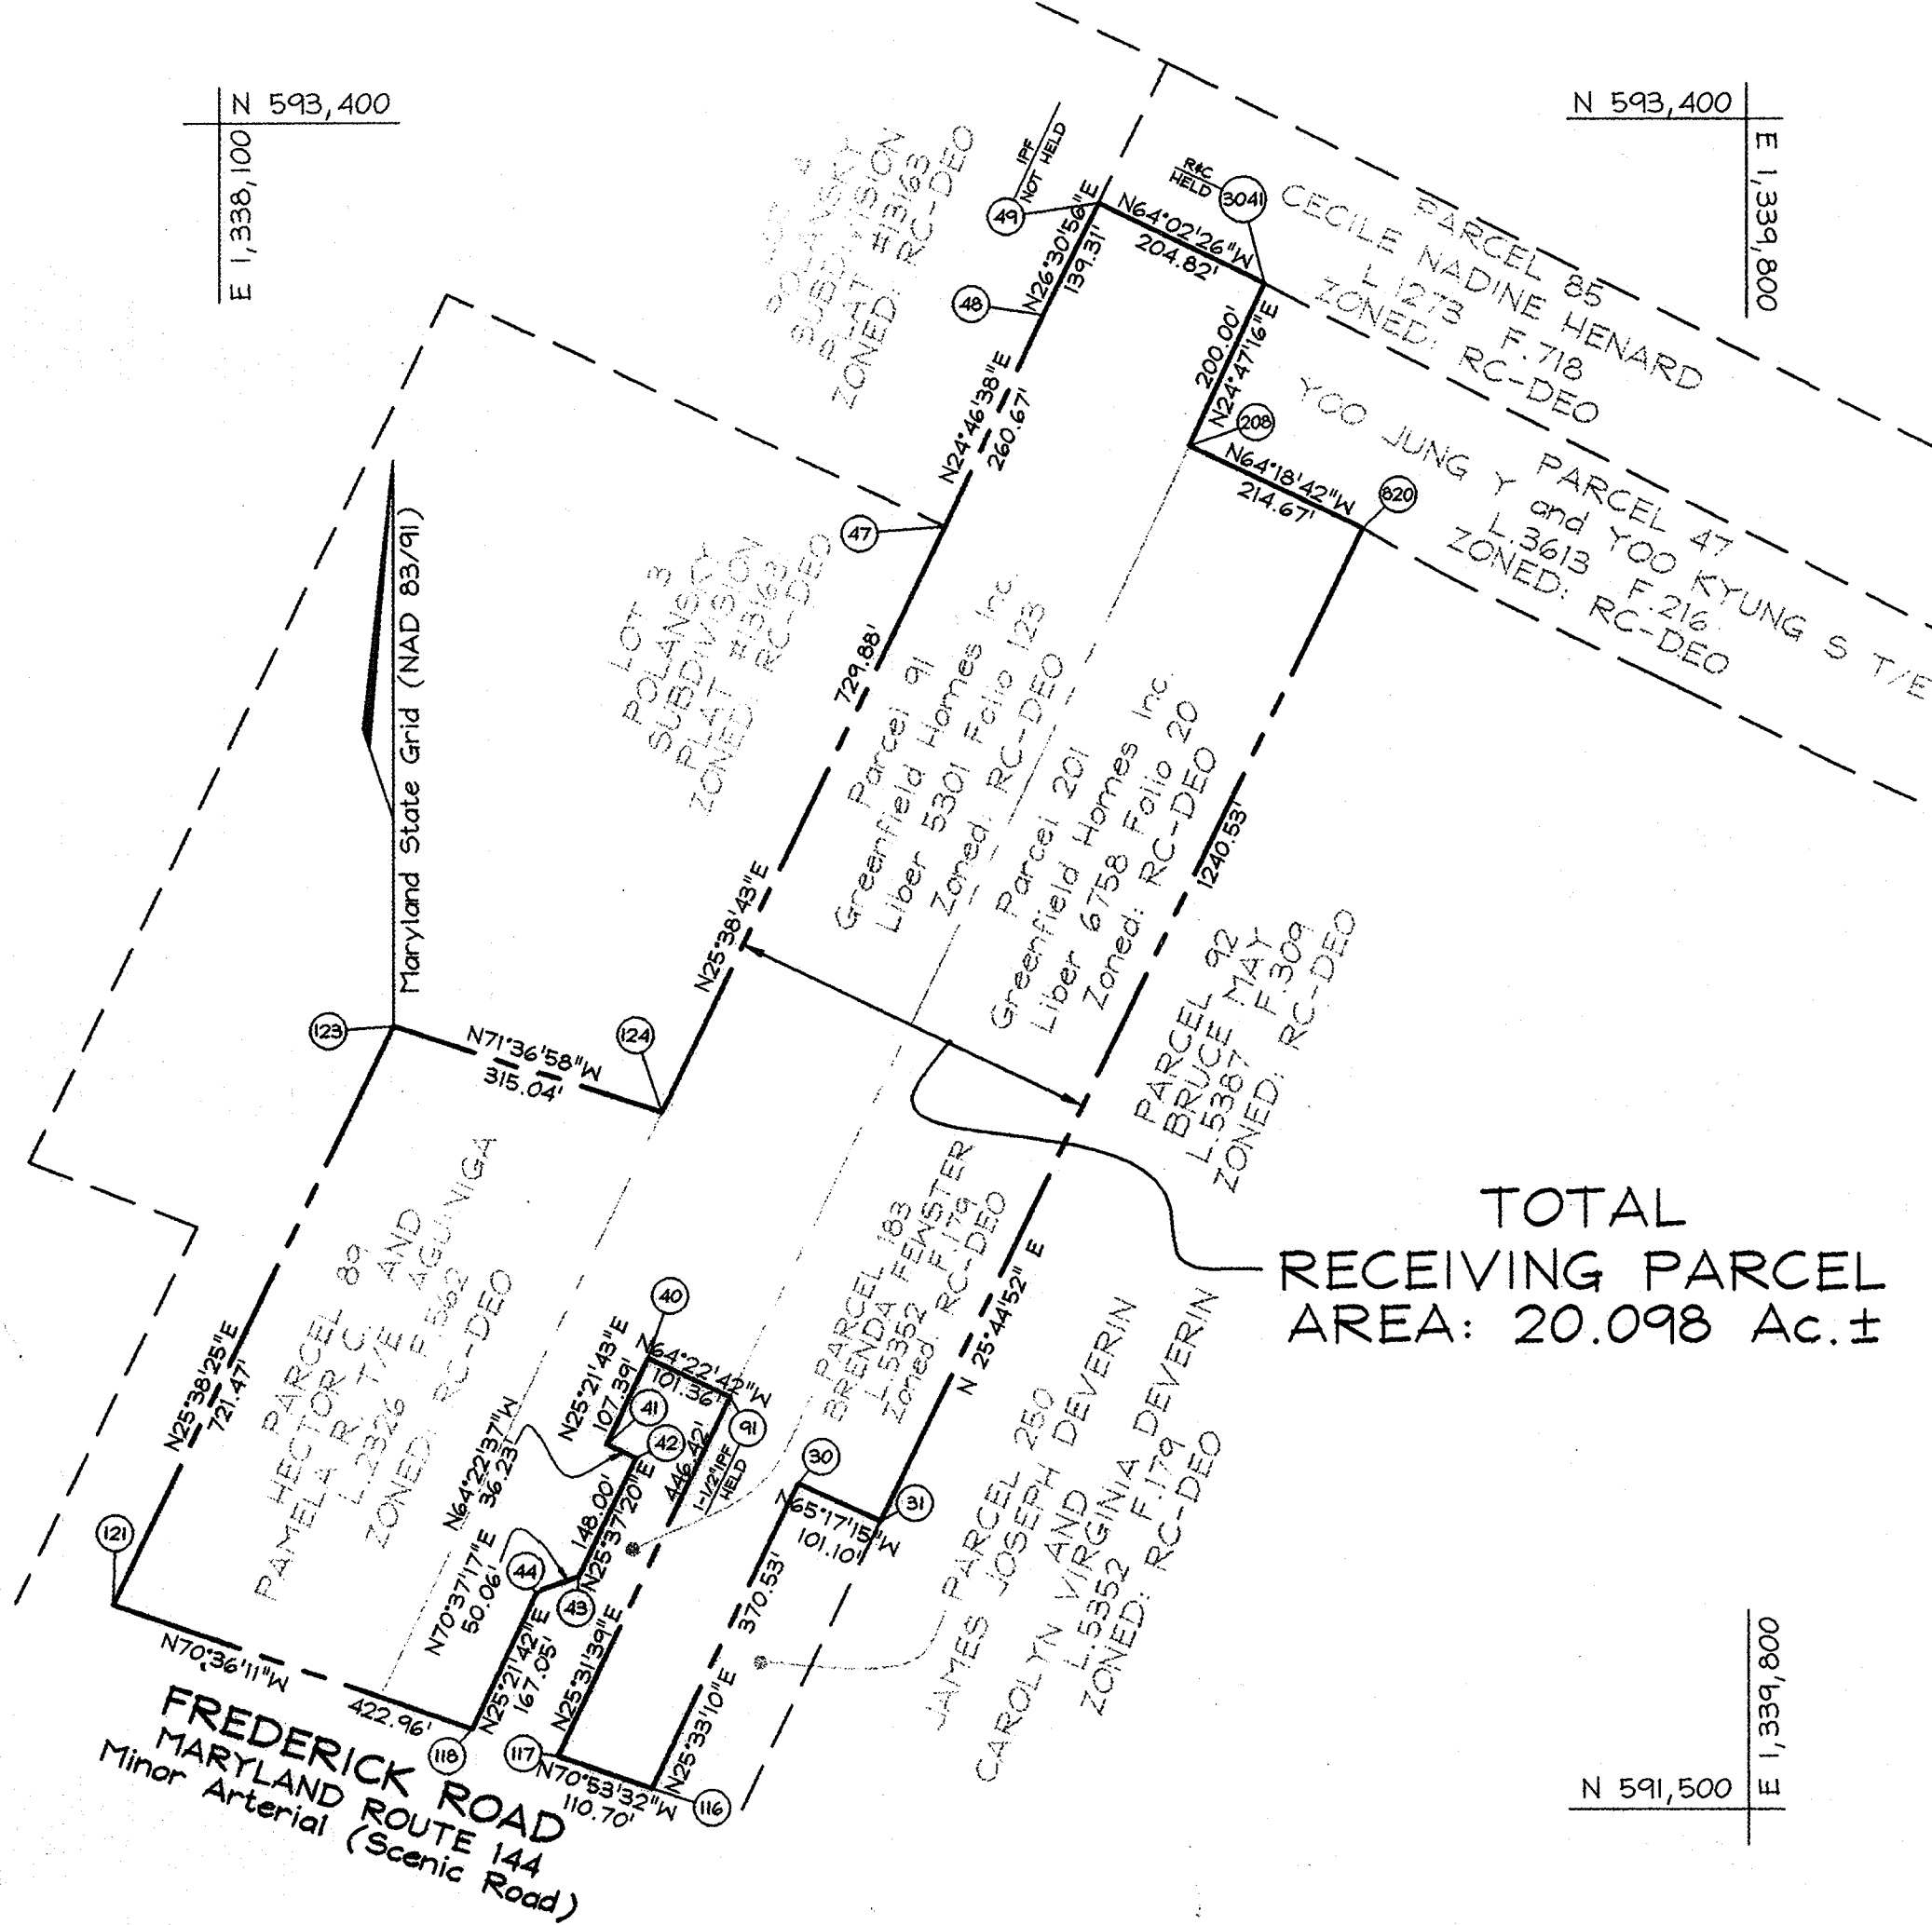 N 593,400
E 1,338,100
N 593,400
E 1,339,800
POLANSKY
SUBDIVISION
PLAT #13163
ZONED: RC-DEO
IPF
NOT HELD
49
R&C
HELD
3041
N64°02'26"W
204.82'
N26°30'56"E
139.31'
48
CECILE NADINE HENARD
PARCEL 85
L 1273 F. 718
ZONED: RC-DEO
200.00'
N24°47'16"E
208
N64°18'42"W
214.67'
820
YOO JUNG Y and YOO KYUNG S T/E
PARCEL 47
L.3613 F.216
ZONED: RC-DEO
N24°46'38"E
260.67'
47
Maryland State Grid (NAD 83/91)
LOT 3
POLANSKY
SUBDIVISION
PLAT #13163
ZONED: RC-DEO
729.88'
N25°38'43"E
Parcel 91
Greenfield Homes Inc.
Liber 5301 Folio 123
Zoned: RC-DEO
Parcel 201
Greenfield Homes Inc.
Liber 6758 Folio 20
Zoned: RC-DEO
1240.53'
N 25°44'52" E
PARCEL 92
BRUCE MAY
L.5387 F.309
ZONED: RC-DEO
123
N71°36'58"W
315.04'
124
TOTAL
RECEIVING PARCEL
AREA: 20.098 Ac.±
PARCEL 89
HECTOR C. AND
PAMELA R. T/E AGUNIGA
L.2326 F.562
ZONED: RC-DEO
N25°38'25"E
721.47'
121
40
N64°22'42"W
101.36'
N25°21'43"E
107.39'
41
42
91
1-1/2" IPF
HELD
446.42'
N25°31'39"E
N64°22'37"W
36.23'
148.00'
N25°37'20"E
N70°37'17"E
50.06'
44
43
N25°21'42"E
167.05'
PARCEL 183
BRENDA FEWSTER
L.5352 F.179
Zoned: RC-DEO
30
N65°17'15"W
101.10'
31
370.53'
N25°33'10"E
PARCEL 250
JAMES JOSEPH DEVERIN
AND
CAROLYN VIRGINIA DEVERIN
L.5352 F.179
ZONED: RC-DEO
N70°36'11"W
422.96'
118
117
N70°53'32"W
110.70'
116
FREDERICK ROAD
MARYLAND ROUTE 144
Minor Arterial (Scenic Road)
N 591,500
E 1,339,800